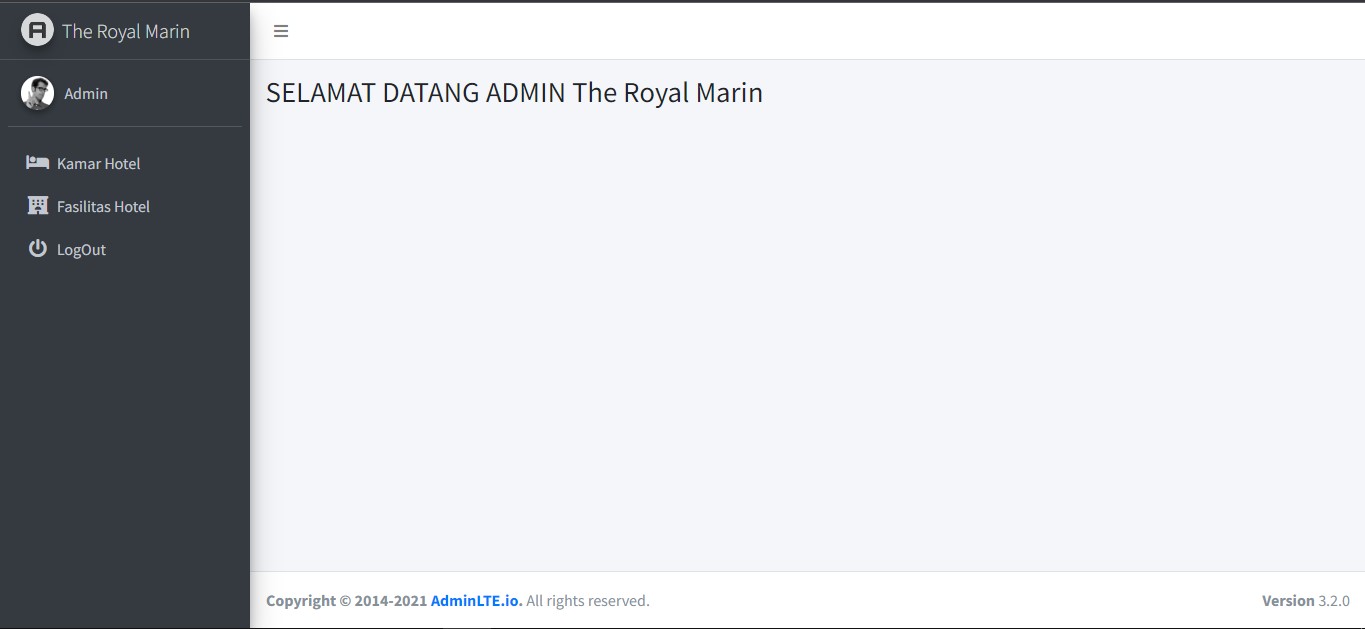 The Royal Marin
Admin
Kamar Hotel
Fasilitas Hotel
LogOut
SELAMAT DATANG ADMIN The Royal Marin
Copyright © 2014-2021 AdminLTE.io. All rights reserved.
Version 3.2.0